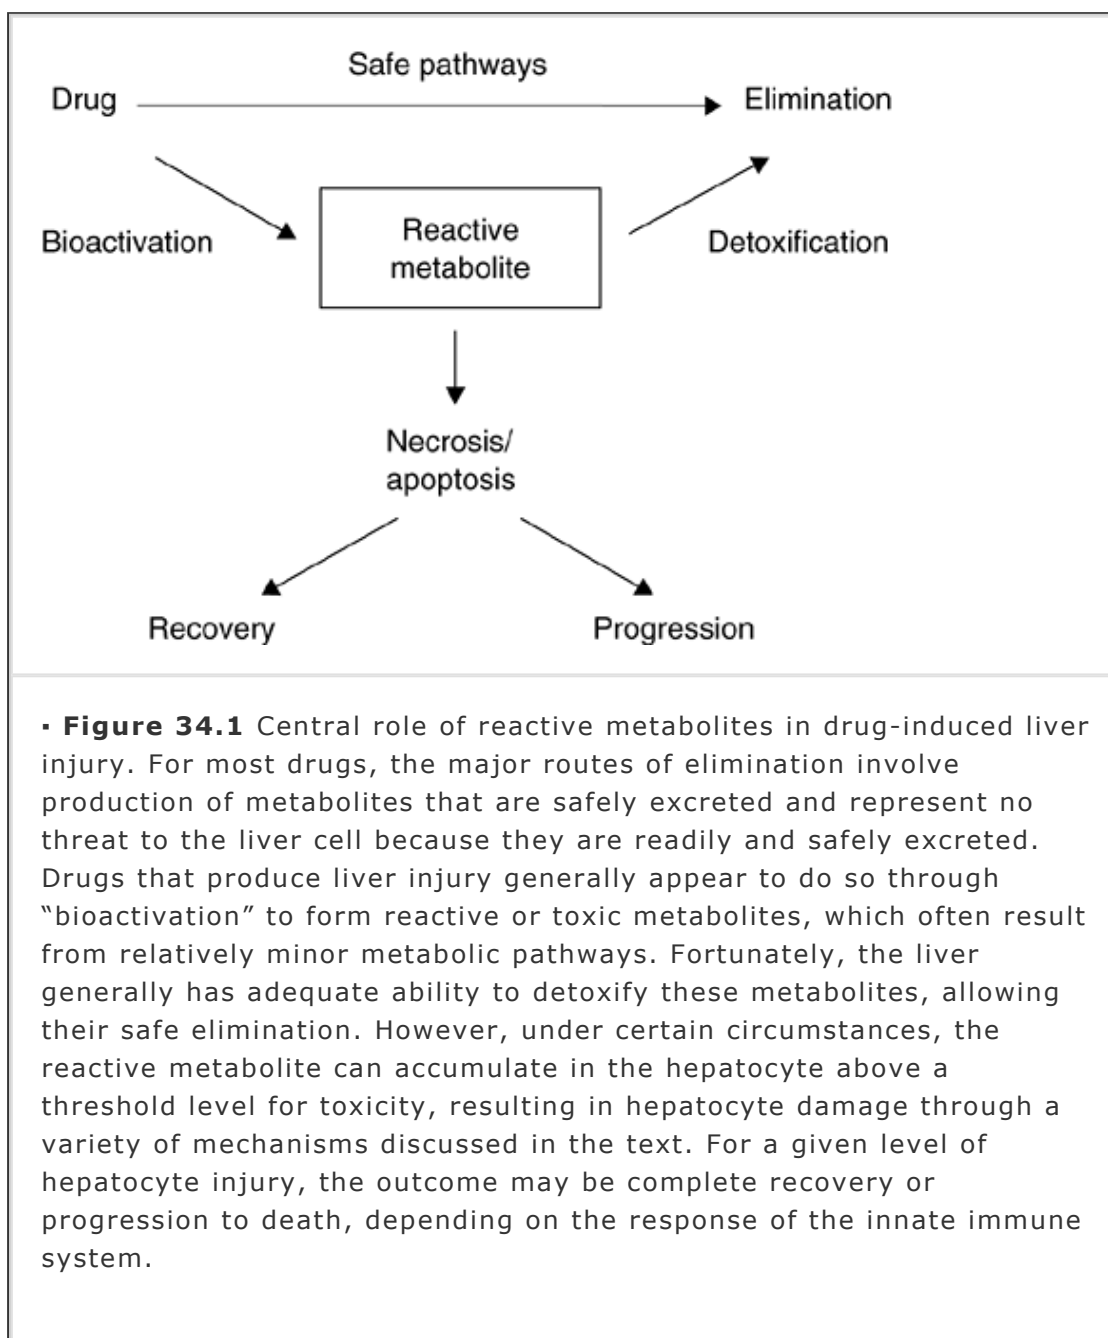 Safe pathways
Drug
Elimination
Bioactivation
Reactive
metabolite
Detoxification
Necrosis/
apoptosis
Recovery
Progression
▪ Figure 34.1 Central role of reactive metabolites in drug-induced liver
injury. For most drugs, the major routes of elimination involve
production of metabolites that are safely excreted and represent no
threat to the liver cell because they are readily and safely excreted.
Drugs that produce liver injury generally appear to do so through
“bioactivation” to form reactive or toxic metabolites, which often result
from relatively minor metabolic pathways. Fortunately, the liver
generally has adequate ability to detoxify these metabolites, allowing
their safe elimination. However, under certain circumstances, the
reactive metabolite can accumulate in the hepatocyte above a
threshold level for toxicity, resulting in hepatocyte damage through a
variety of mechanisms discussed in the text. For a given level of
hepatocyte injury, the outcome may be complete recovery or
progression to death, depending on the response of the innate immune
system.